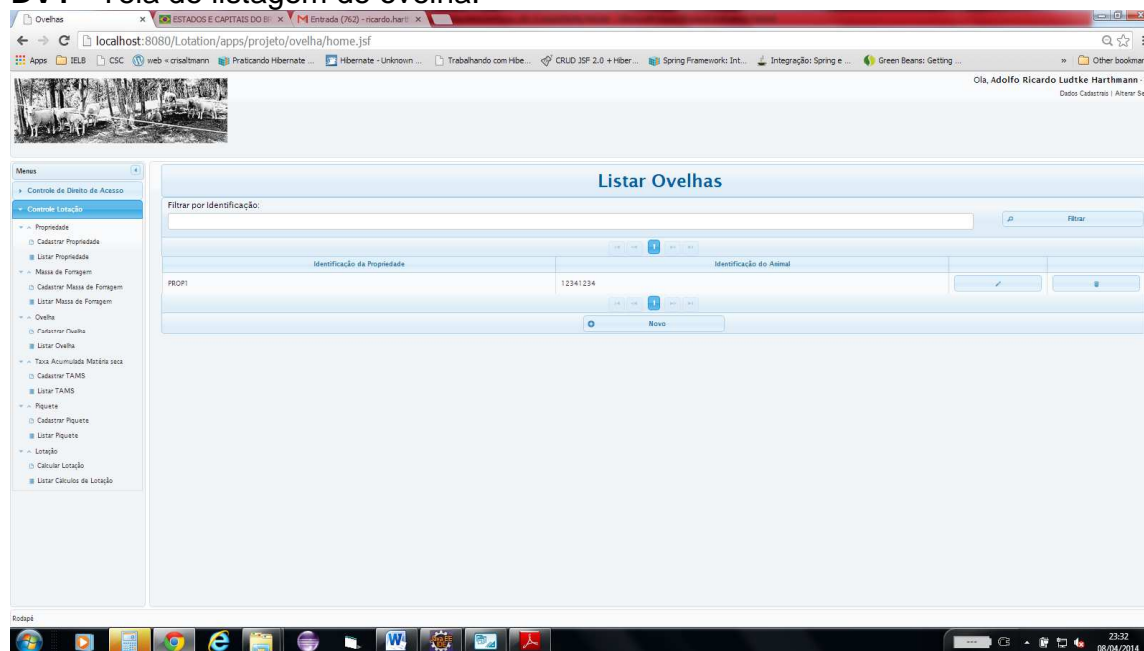 Tela de listagem de ovelha.
Ovelhas
ESTADOS E CAPITAIS DO BR
Entrada (762) - ricardo.hart
localhost:8080/Lotation/apps/projeto/ovelha/home.jsf
Apps IELB CSC web « crisaltmann Praticando Hibernate ... Hibernate - Unknown ... Trabalhando com Hibe... CRUD JSF 2.0 + Hiber... Spring Framework: Int... Integração: Spring e ... Green Beans: Getting ... » Other bookmar
Ola, Adolfo Ricardo Ludtke Harthmann -
Dados Cadastrais | Alterar Se
Menus
Controle de Direito de Acesso
Controle Lotação
Propriedade
Cadastrar Propriedade
Listar Propriedade
Massa de Forragem
Cadastrar Massa de Forragem
Listar Massa de Forragem
Ovelha
Cadastrar Ovelha
Listar Ovelha
Taxa Acumulada Matéria seca
Cadastrar TAMS
Listar TAMS
Piquete
Cadastrar Piquete
Listar Piquete
Lotação
Calcular Lotação
Listar Cálculos de Lotação
Listar Ovelhas
Filtrar por Identificação:
Filtrar
1
Identificação da Propriedade Identificação do Animal
PROP1 12341234
1
Novo
Rodapé
23:32
08/04/2014